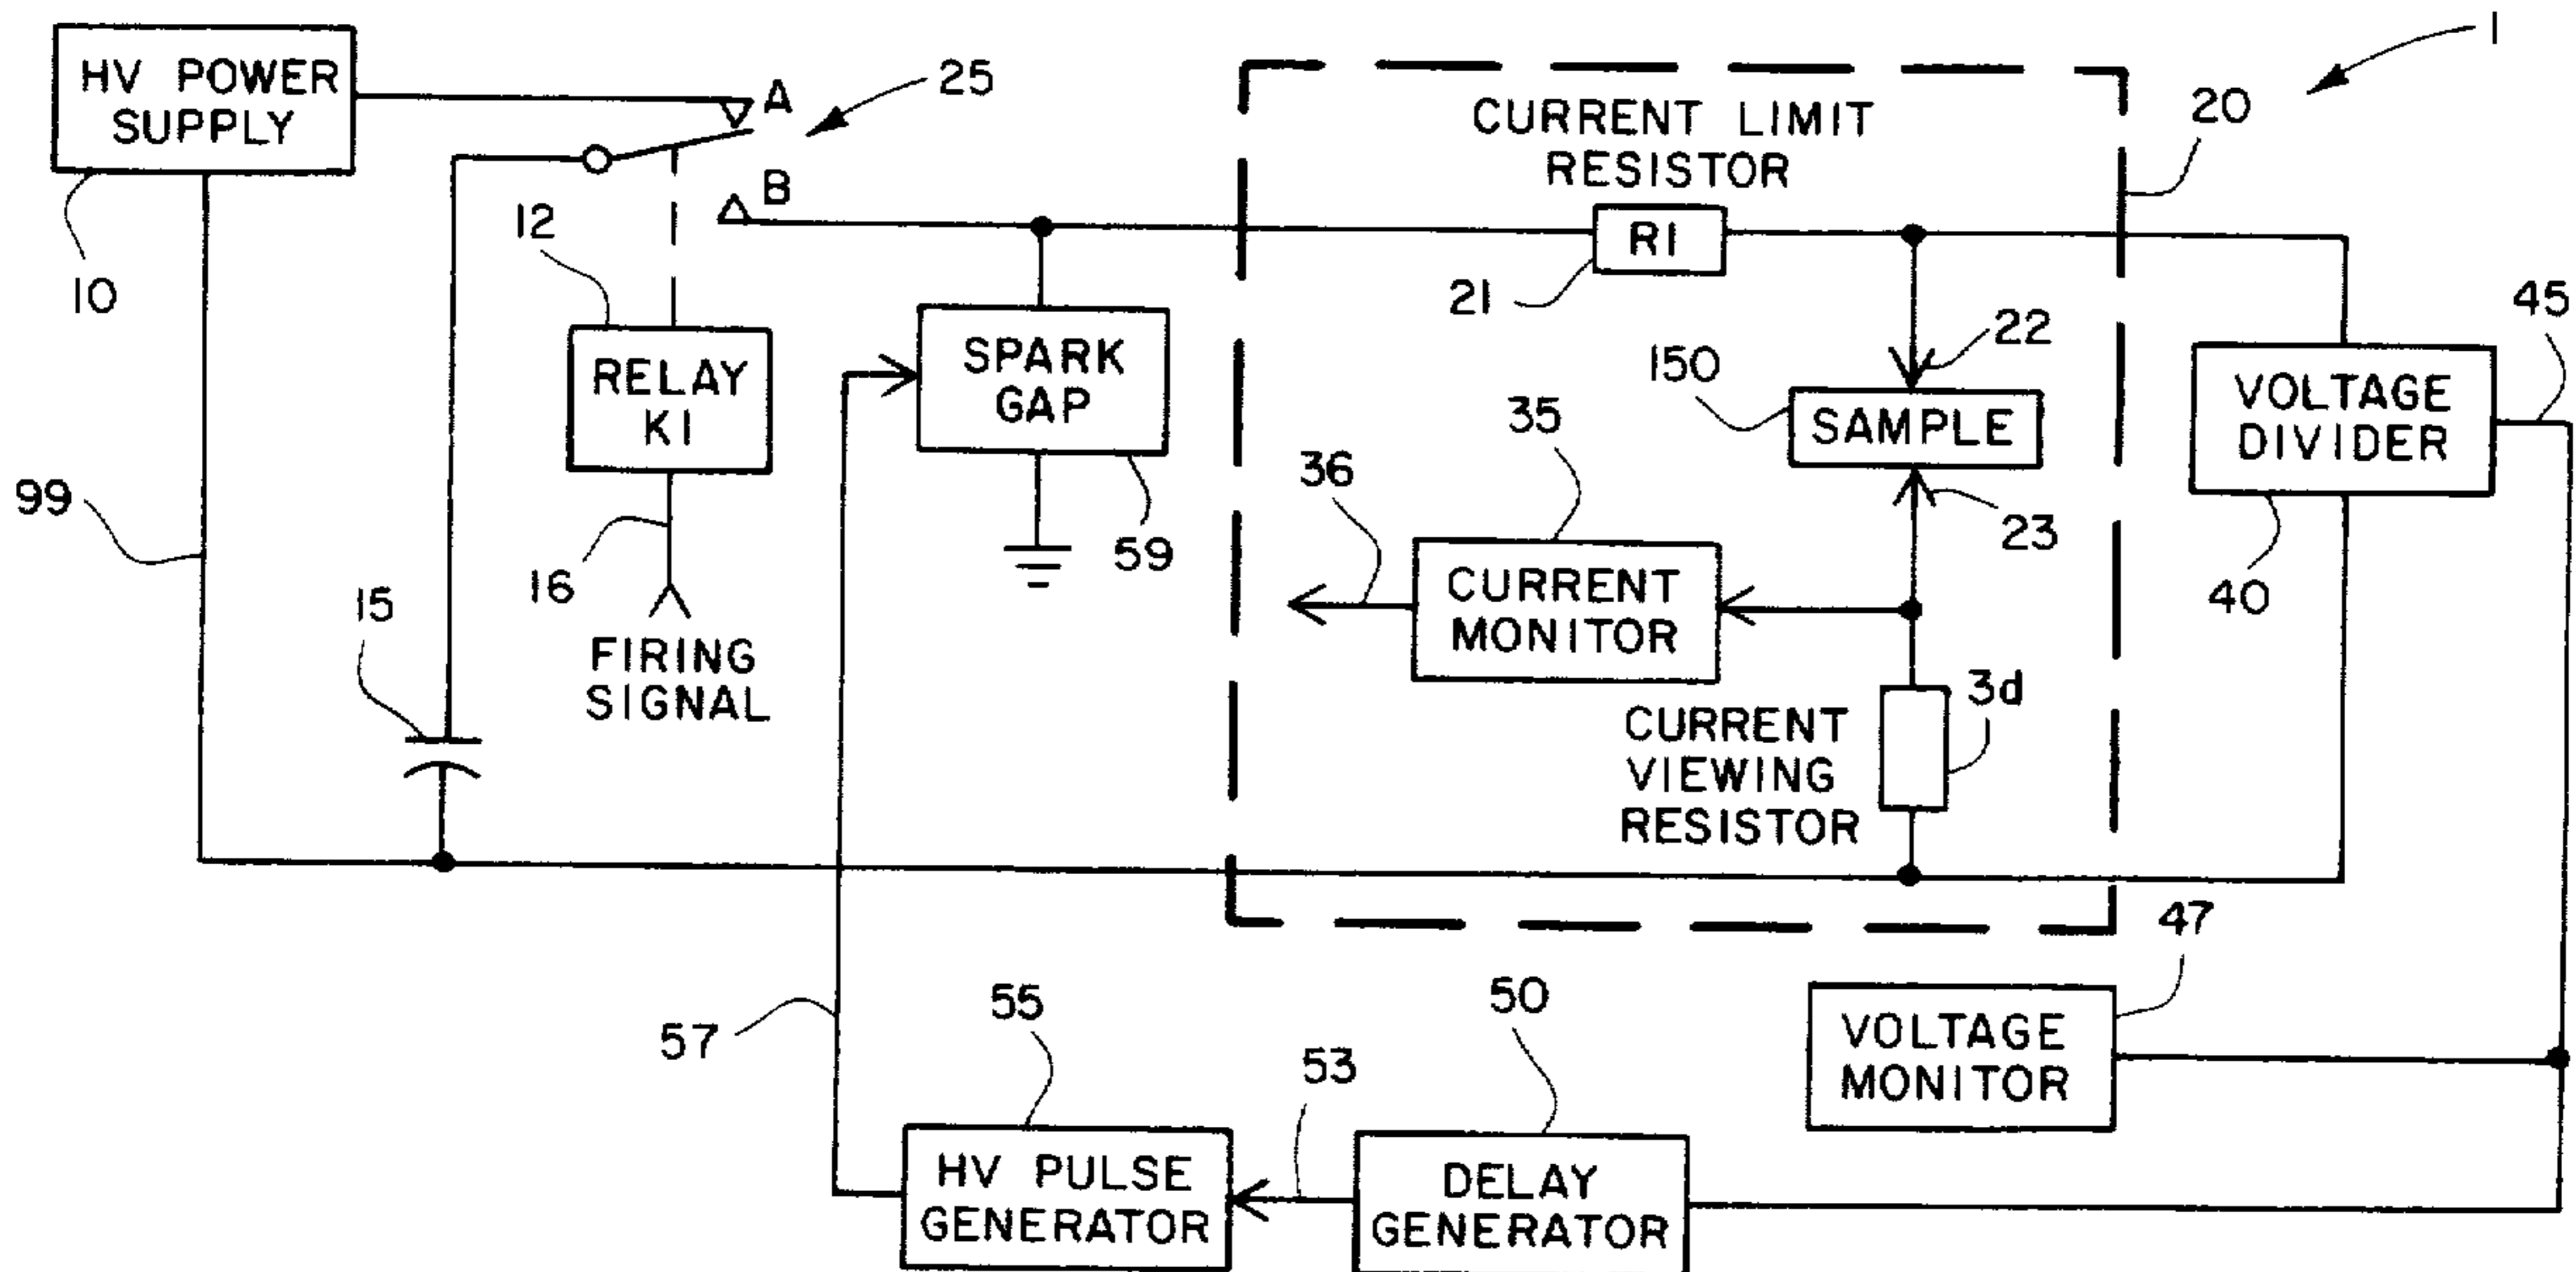 1
HV POWER
SUPPLY
A
25
20
CURRENT LIMIT
RESISTOR
B
12
10
R1
21
45
22
RELAY
K1
SPARK
GAP
150
SAMPLE
VOLTAGE
DIVIDER
35
36
99
23
59
16
15
CURRENT
MONITOR
40
FIRING
SIGNAL
3d
CURRENT
VIEWING
RESISTOR
47
55
50
57
53
VOLTAGE
MONITOR
HV PULSE
GENERATOR
DELAY
GENERATOR